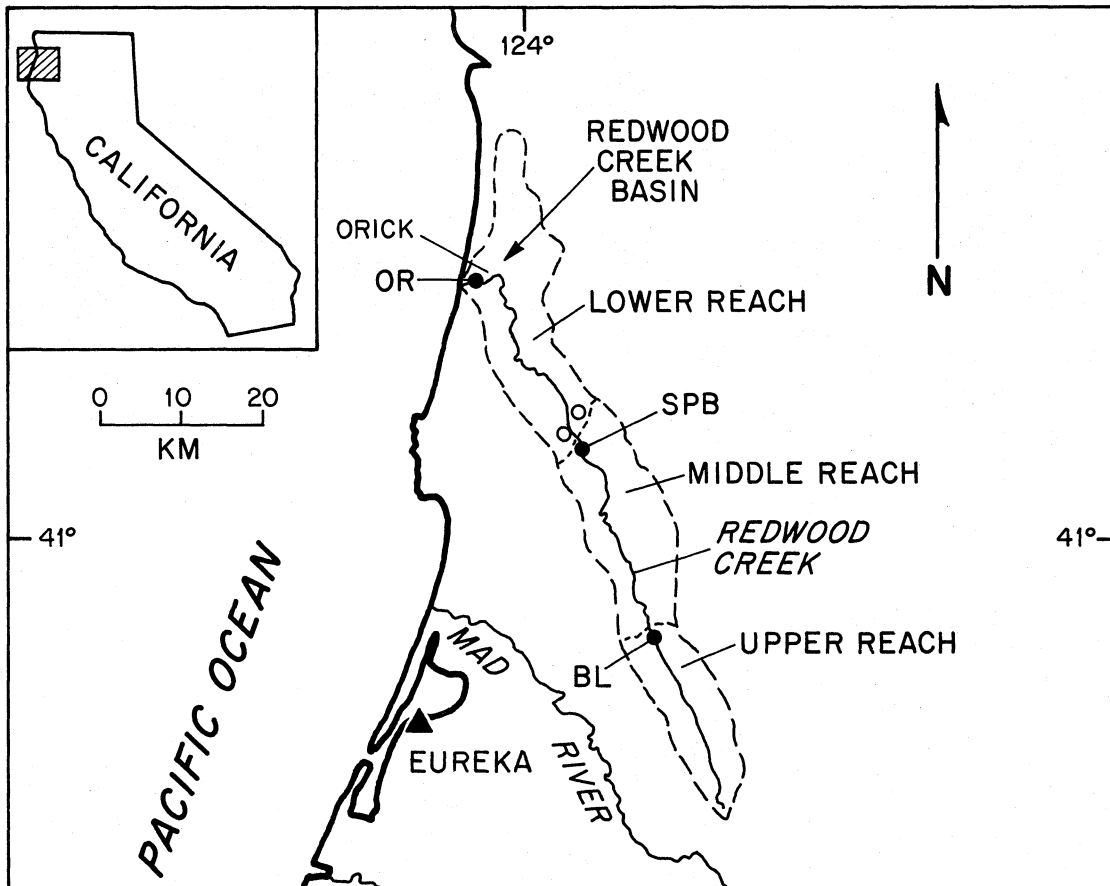 124°
CALIFORNIA
REDWOOD
CREEK
BASIN
ORICK
OR
LOWER REACH
N
0 10 20
KM
SPB
MIDDLE REACH
41°
41°
REDWOOD
CREEK
MAD
RIVER
UPPER REACH
BL
EUREKA
PACIFIC OCEAN